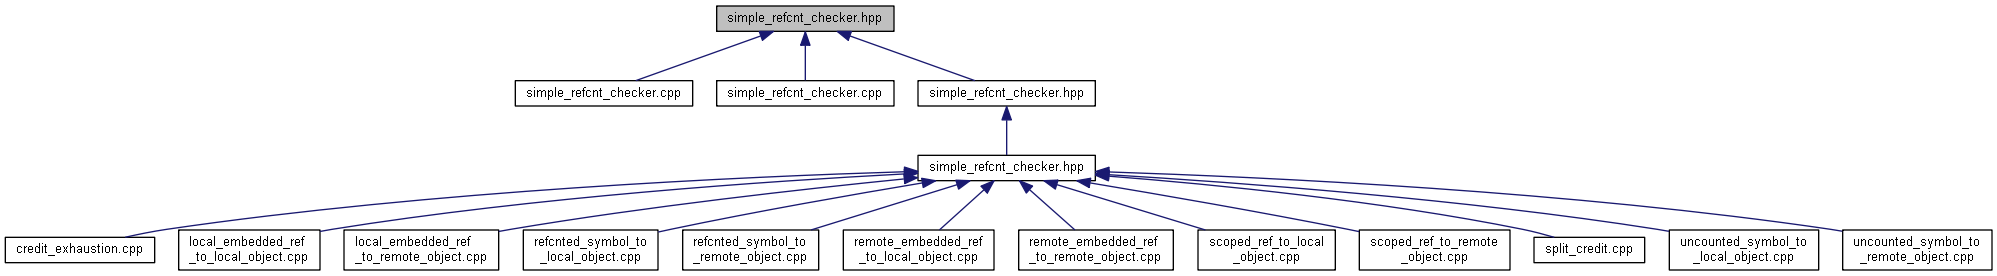 simple_refcnt_checker.hpp
simple_refcnt_checker.cpp
simple_refcnt_checker.cpp
simple_refcnt_checker.hpp
simple_refcnt_checker.hpp
credit_exhaustion.cpp
local_embedded_ref
_to_local_object.cpp
local_embedded_ref
_to_remote_object.cpp
refcnted_symbol_to
_local_object.cpp
refcnted_symbol_to
_remote_object.cpp
remote_embedded_ref
_to_local_object.cpp
remote_embedded_ref
_to_remote_object.cpp
scoped_ref_to_local
_object.cpp
scoped_ref_to_remote
_object.cpp
split_credit.cpp
uncounted_symbol_to
_local_object.cpp
uncounted_symbol_to
_remote_object.cpp